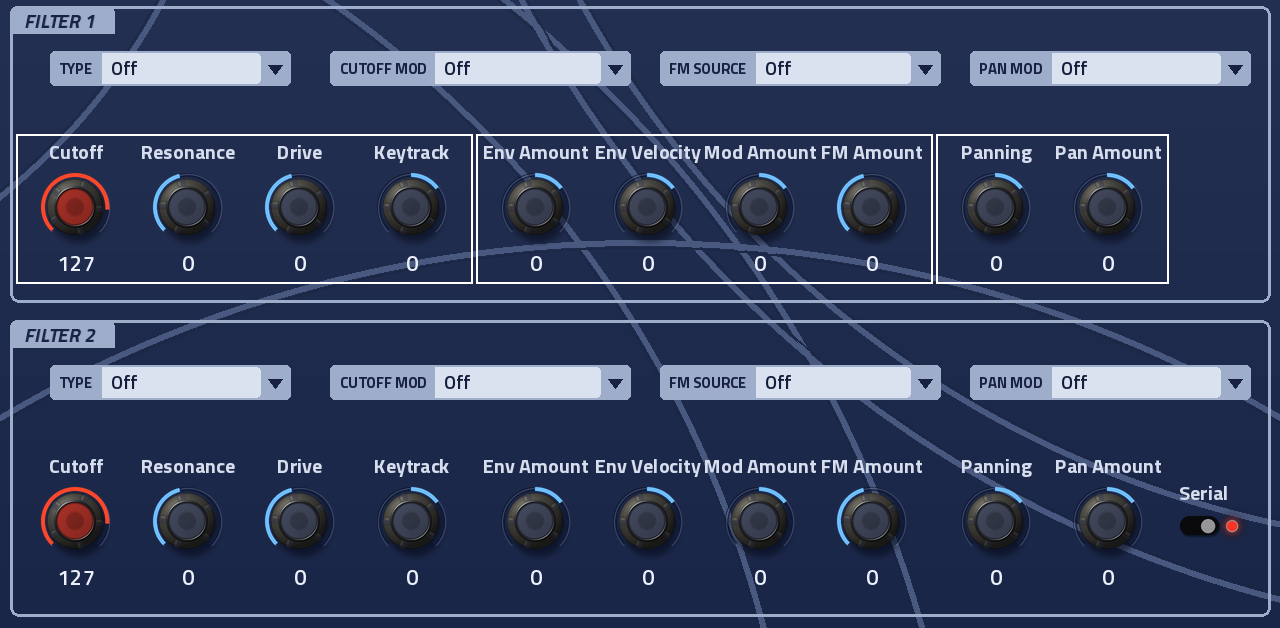 FILTER 1
TYPE Off CUTOFF MOD Off FM SOURCE Off PAN MOD Off
Cutoff Resonance Drive Keytrack Env Amount Env Velocity Mod Amount FM Amount Panning Pan Amount
127 0 0 0 0 0 0 0 0 0
FILTER 2
TYPE Off CUTOFF MOD Off FM SOURCE Off PAN MOD Off
Cutoff Resonance Drive Keytrack Env Amount Env Velocity Mod Amount FM Amount Panning Pan Amount
Serial
127 0 0 0 0 0 0 0 0 0